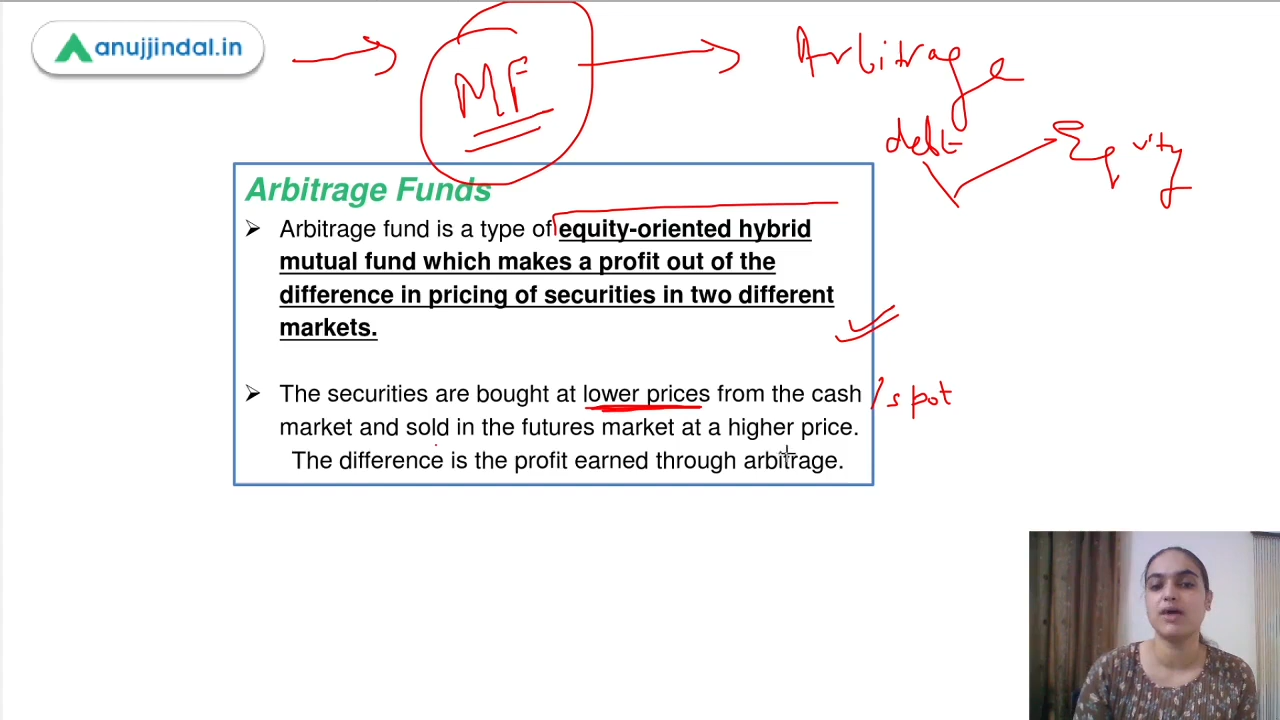 anujjindal.in
MF
Arbitrage
debt
Equity
Arbitrage Funds
Arbitrage fund is a type of equity-oriented hybrid
mutual fund which makes a profit out of the
difference in pricing of securities in two different
markets.
The securities are bought at lower prices from the cash
/spot
market and sold in the futures market at a higher price.
The difference is the profit earned through arbitrage.